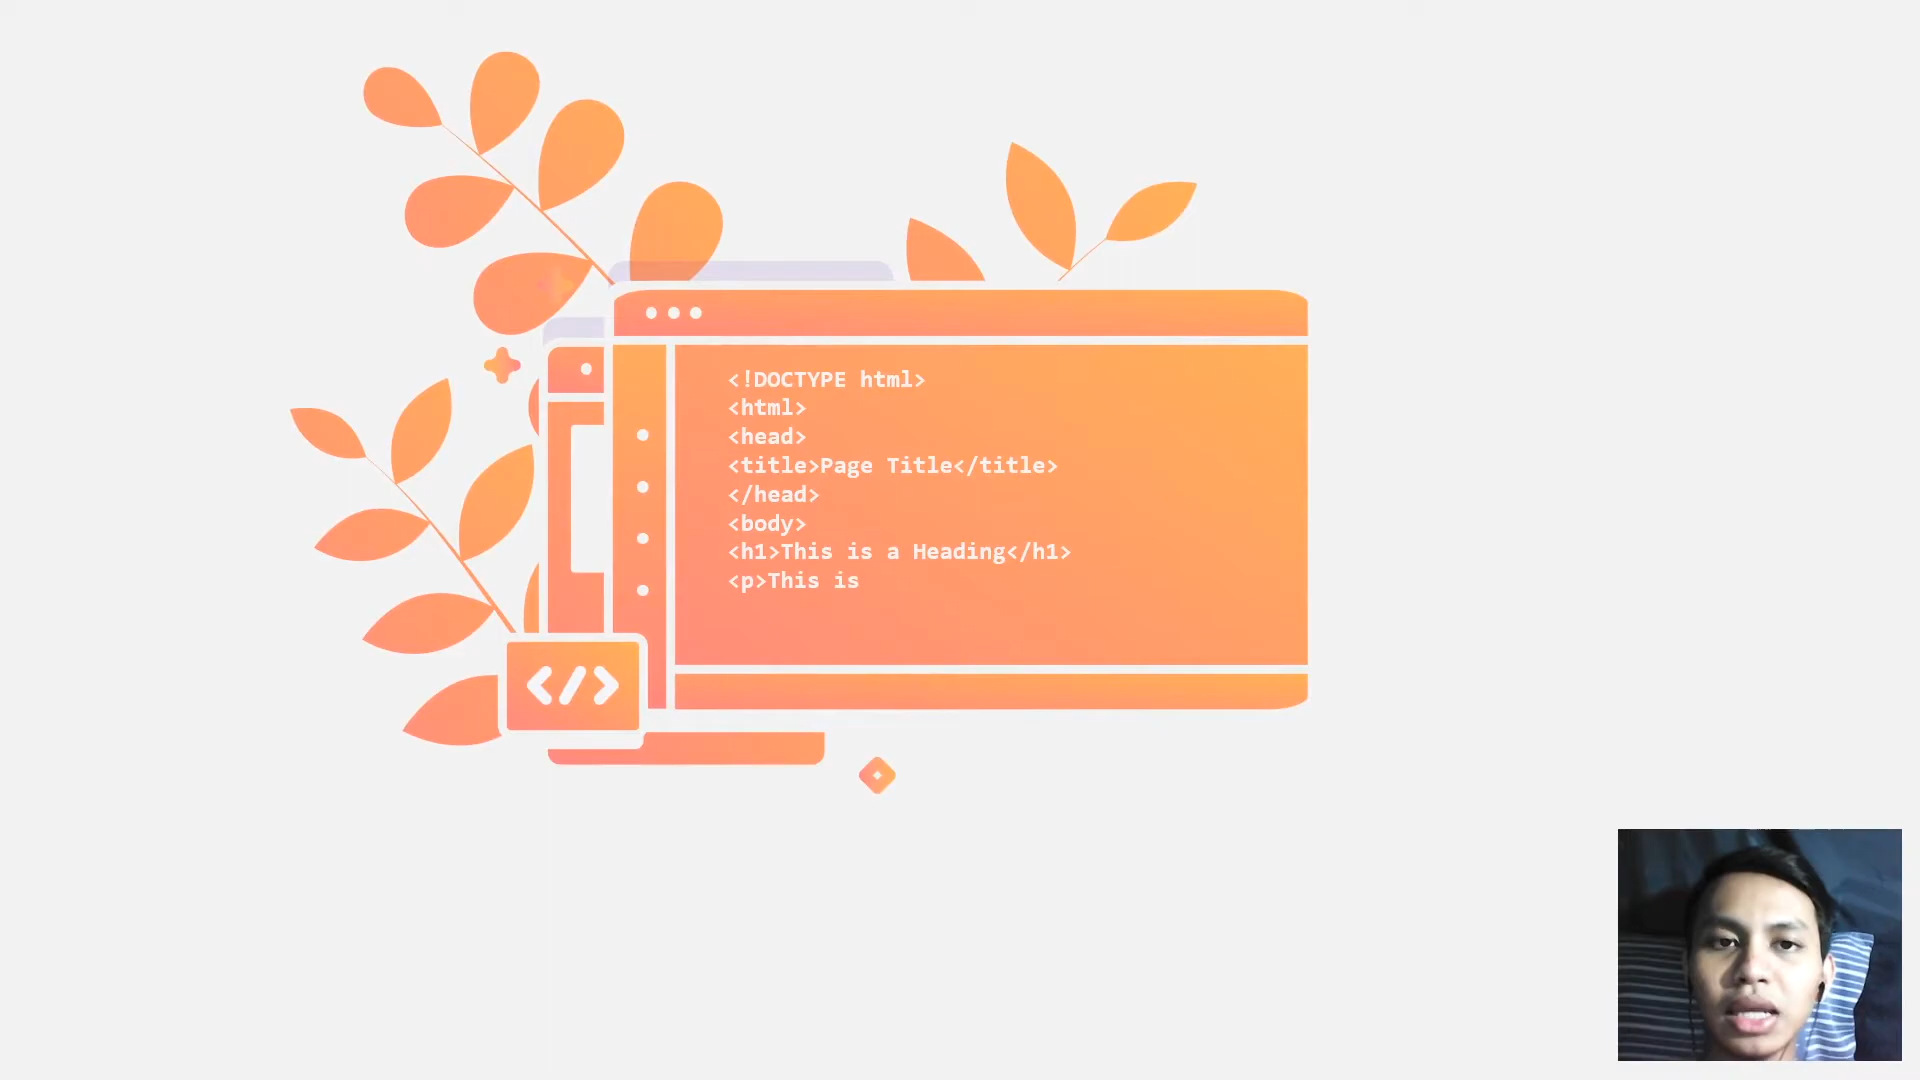 <!DOCTYPE html>
<html>
<head>
<title>Page Title</title>
</head>
<body>
<h1>This is a Heading</h1>
<p>This is
</>